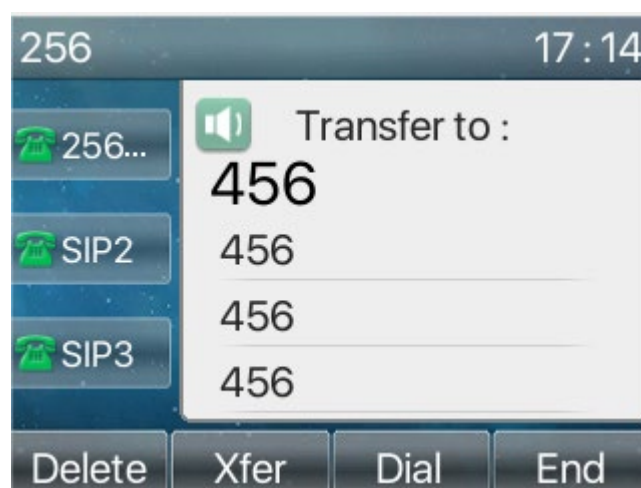 256 17:14
256...
SIP2
SIP3
Transfer to :
456
456
456
456
Delete Xfer Dial End